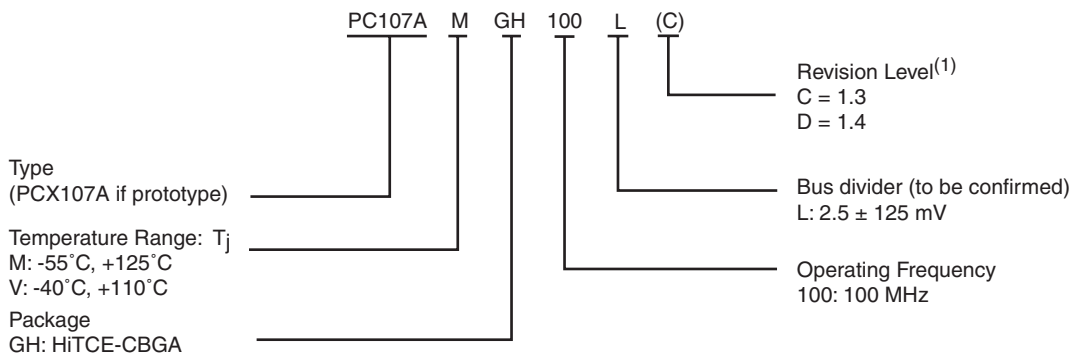 PC107A M GH 100 L (C)
Revision Level(1)
C = 1.3
D = 1.4
Type
(PCX107A if prototype)
Bus divider (to be confirmed)
L: 2.5 ± 125 mV
Temperature Range: Tj
M: -55˚C, +125˚C
V: -40˚C, +110˚C
Operating Frequency
100: 100 MHz
Package
GH: HiTCE-CBGA